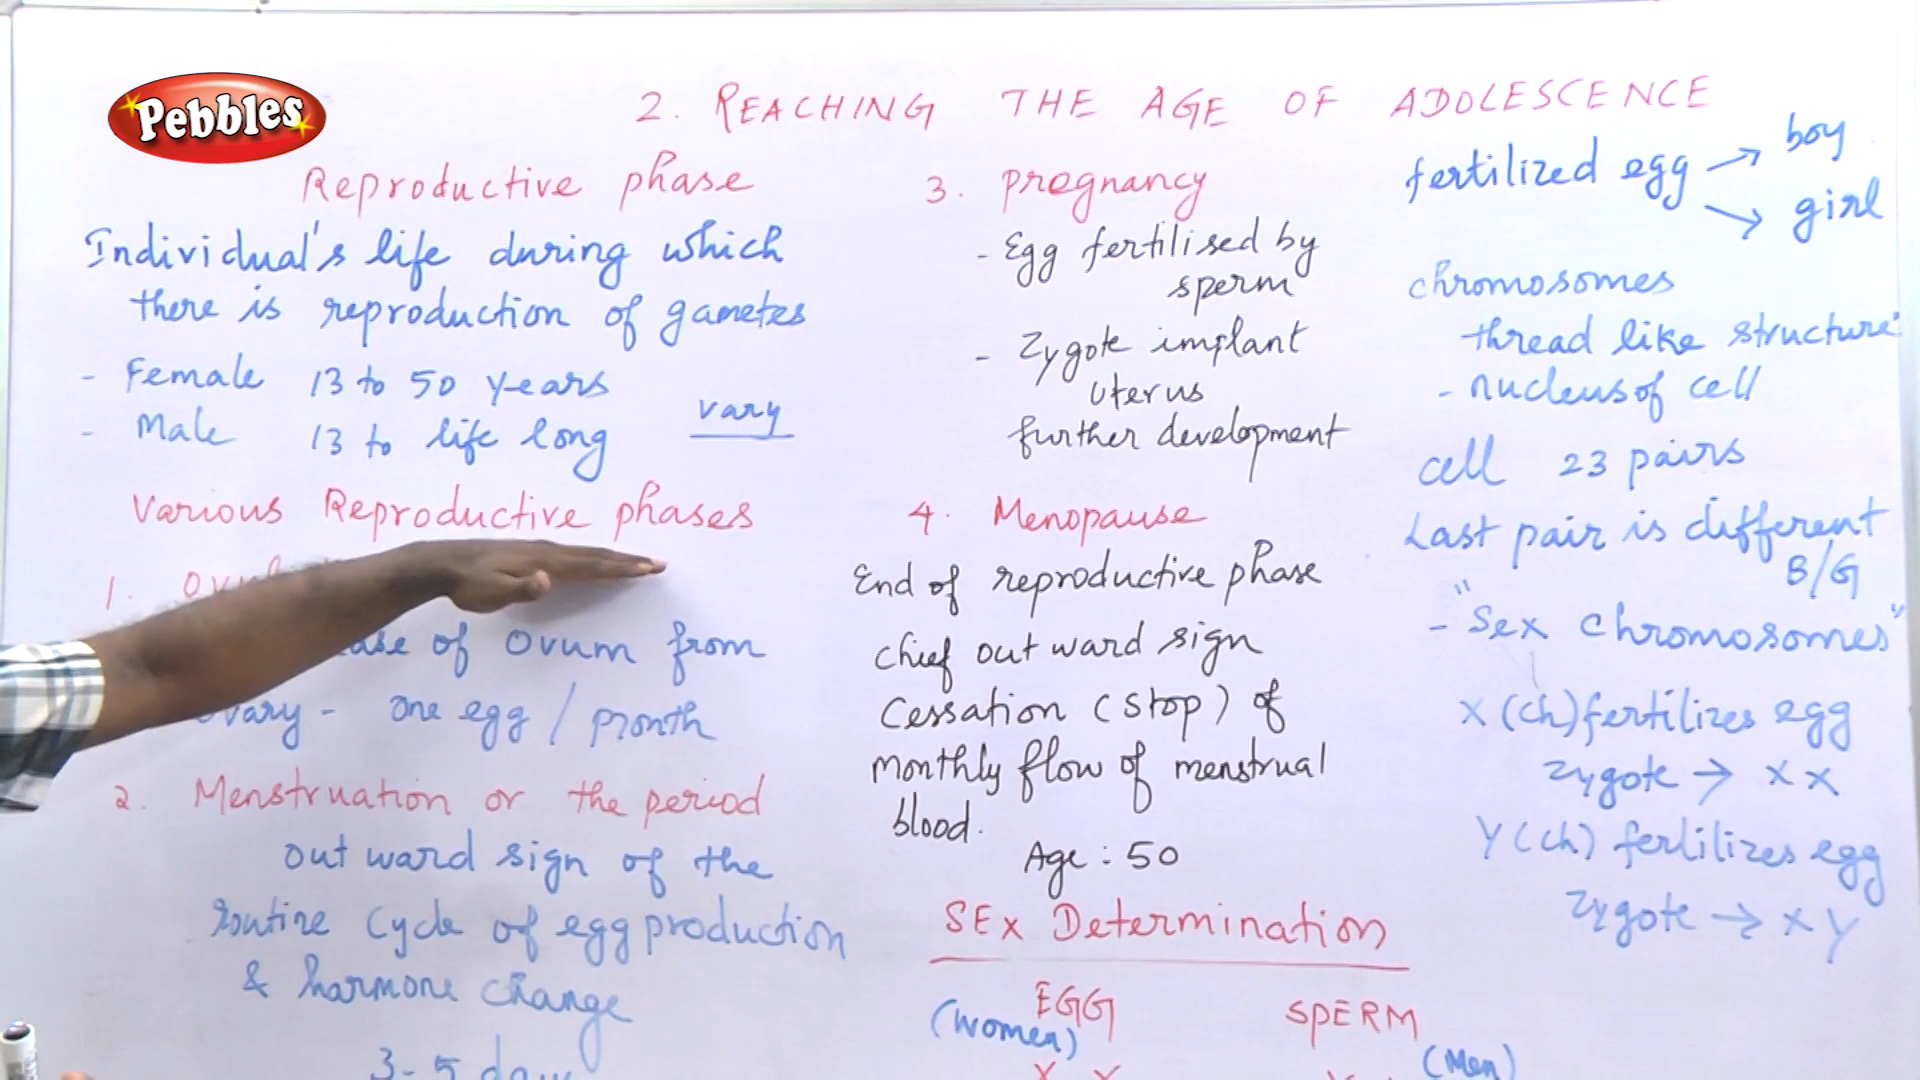 Pebbles
2. REACHING THE AGE OF ADOLESCENCE
Reproductive phase
Individual's life during which
there is reproduction of gametes
- Female 13 to 50 years
- Male 13 to life long
vary
Various Reproductive phases
1.
of ovum from
ovary - one egg / month
2. Menstruation or the period
out ward sign of the
routine cycle of egg production
& harmone change
3-5 days
3. pregnancy
- Egg fertilised by
sperm
- Zygote implant
uterus
further development
4. Menopause
End of reproductive phase
chief out ward sign
Cessation (stop) of
monthly flow of menstrual
blood.
Age : 50
SEx Determination
EGG SPERM
(Women) (Men)
X X
fertilized egg → boy
→ girl
chromosomes
thread like structure
- nucleus of cell
cell 23 pairs
Last pair is different
B/G
- "Sex chromosomes"
X (ch) fertilizes egg
zygote → X X
Y (ch) fertilizes egg
zygote → X Y